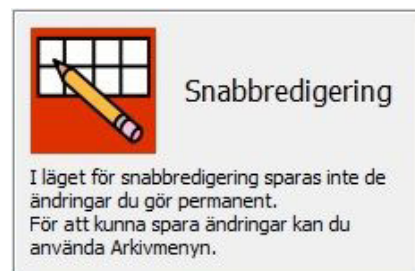 Snabbredigering
I läget för snabbredigering sparas inte de
ändringar du gör permanent.
För att kunna spara ändringar kan du
använda Arkivmenyn.